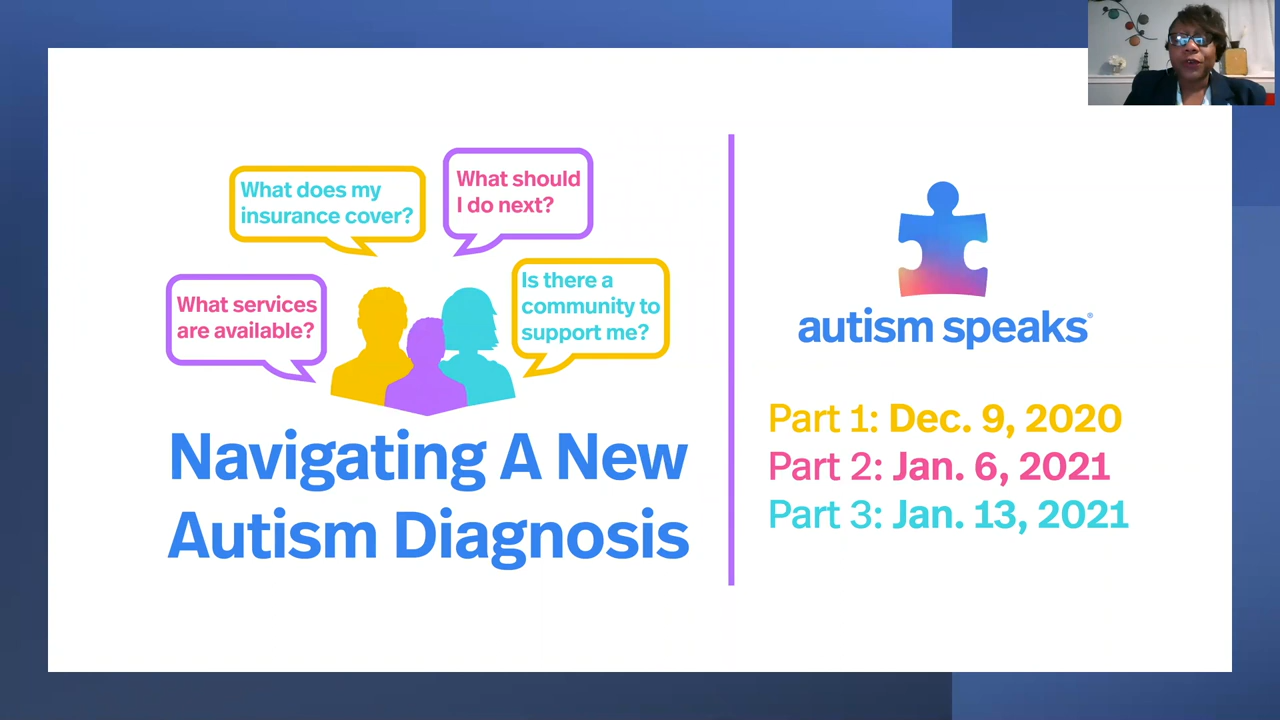 What does my
insurance cover?
What should
I do next?
What services
are available?
Is there a
community to
support me?
Navigating A New
Autism Diagnosis
autism speaks®
Part 1: Dec. 9, 2020
Part 2: Jan. 6, 2021
Part 3: Jan. 13, 2021